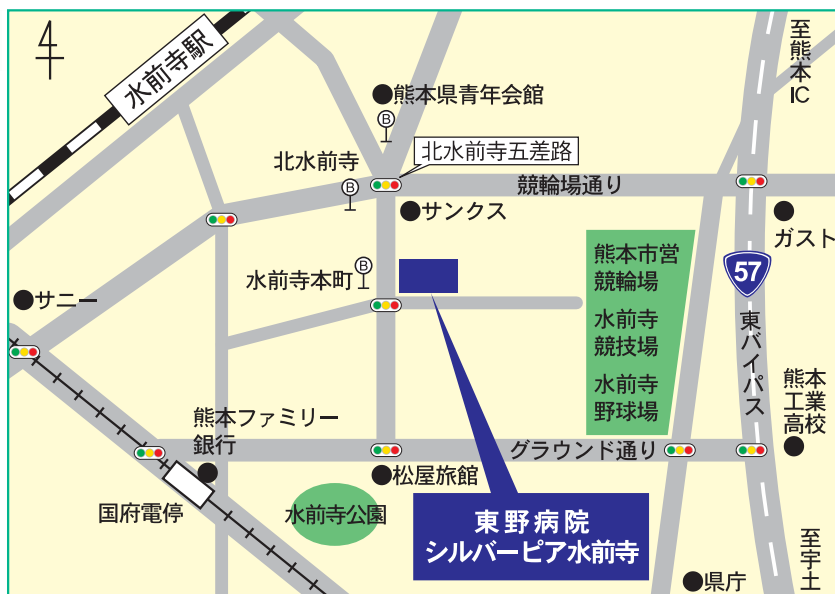 水前寺駅
熊本県青年会館
B
至熊本IC
北水前寺五差路
北水前寺
B
競輪場通り
サンクス
ガスト
水前寺本町
B
熊本市営
競輪場
57
サニー
水前寺
競技場
東バイパス
水前寺
野球場
熊本
工業
高校
熊本ファミリー
銀行
グラウンド通り
松屋旅館
国府電停
水前寺公園
東野病院
シルバーピア水前寺
至宇土
県庁